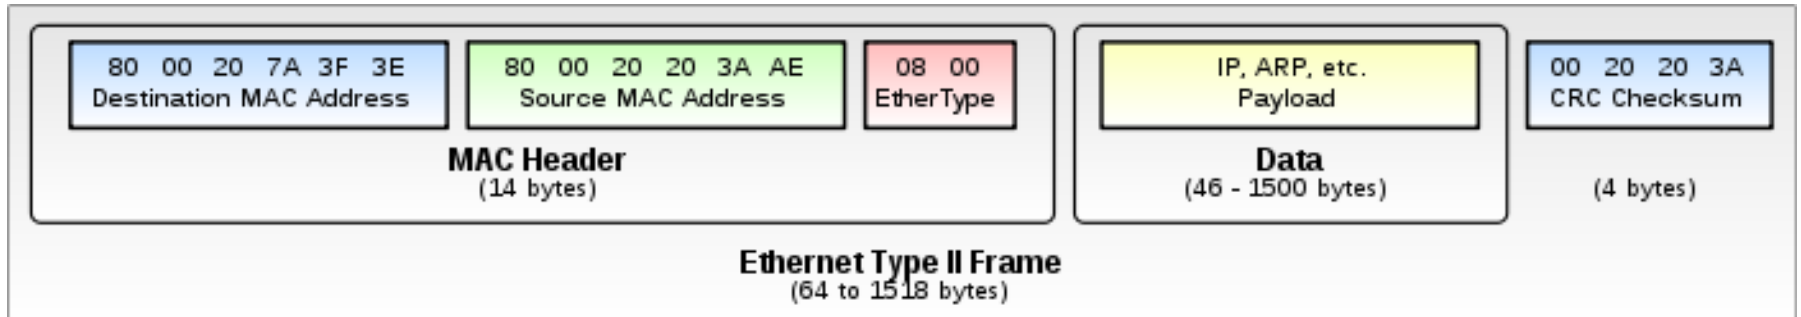 80 00 20 7A 3F 3E
Destination MAC Address
80 00 20 20 3A AE
Source MAC Address
08 00
EtherType
MAC Header
(14 bytes)
IP, ARP, etc.
Payload
Data
(46 - 1500 bytes)
00 20 20 3A
CRC Checksum
(4 bytes)
Ethernet Type II Frame
(64 to 1518 bytes)